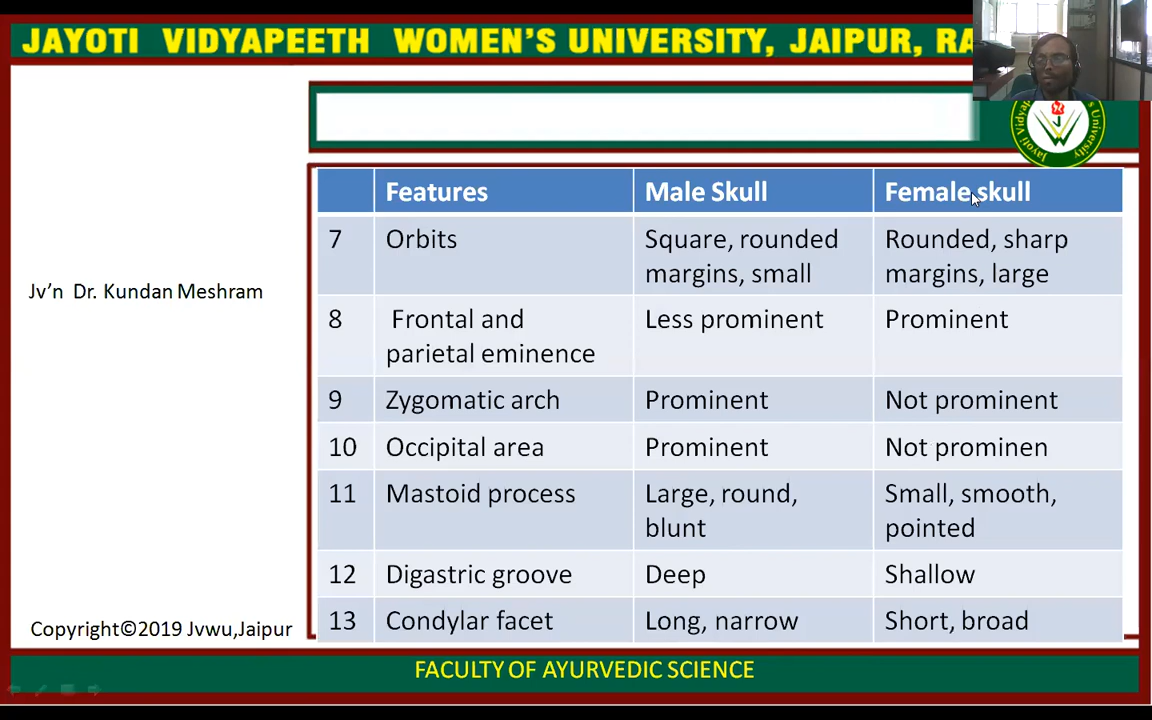 JAYOTI VIDYAPEETH WOMEN'S UNIVERSITY, JAIPUR, RA
Jv'n Dr. Kundan Meshram
Features Male Skull Female skull
7 Orbits Square, rounded margins, small Rounded, sharp margins, large
8 Frontal and parietal eminence Less prominent Prominent
9 Zygomatic arch Prominent Not prominent
10 Occipital area Prominent Not prominen
11 Mastoid process Large, round, blunt Small, smooth, pointed
12 Digastric groove Deep Shallow
13 Condylar facet Long, narrow Short, broad
Copyright©2019 Jvwu,Jaipur
FACULTY OF AYURVEDIC SCIENCE